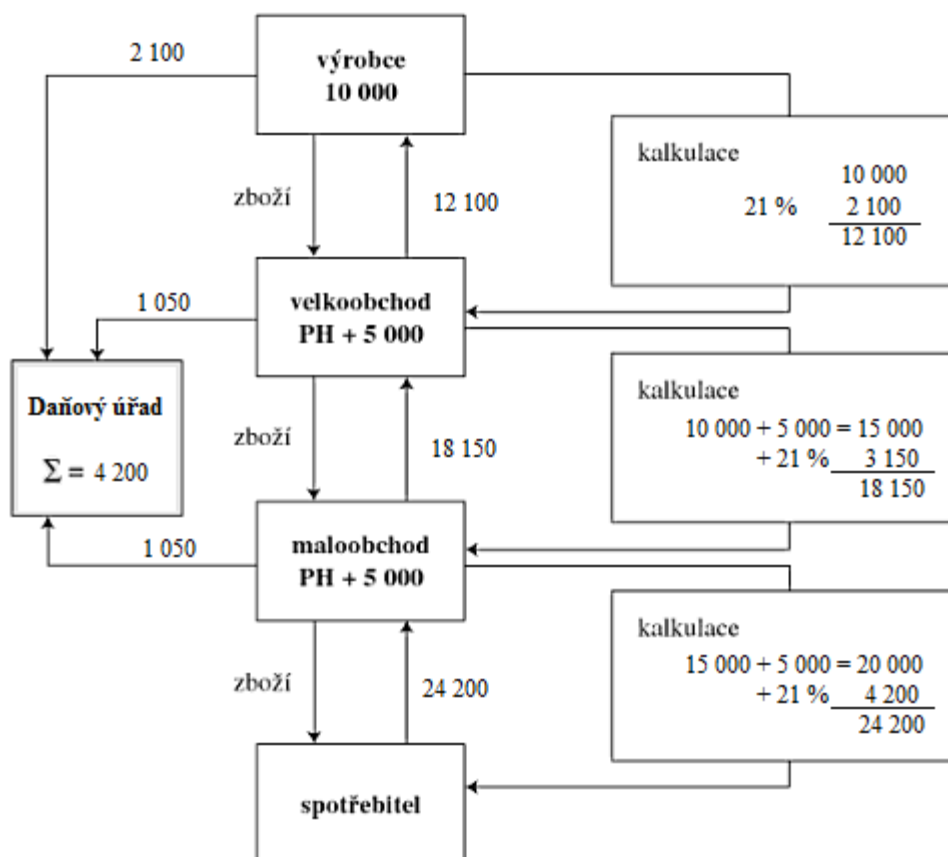 2 100
výrobce
10 000
kalkulace
10 000
21 % 2 100
12 100
zboží
12 100
1 050
velkoobchod
PH + 5 000
Daňový úřad
Σ = 4 200
kalkulace
10 000 + 5 000 = 15 000
+ 21 % 3 150
18 150
zboží
18 150
1 050
maloobchod
PH + 5 000
kalkulace
15 000 + 5 000 = 20 000
+ 21 % 4 200
24 200
zboží
24 200
spotřebitel